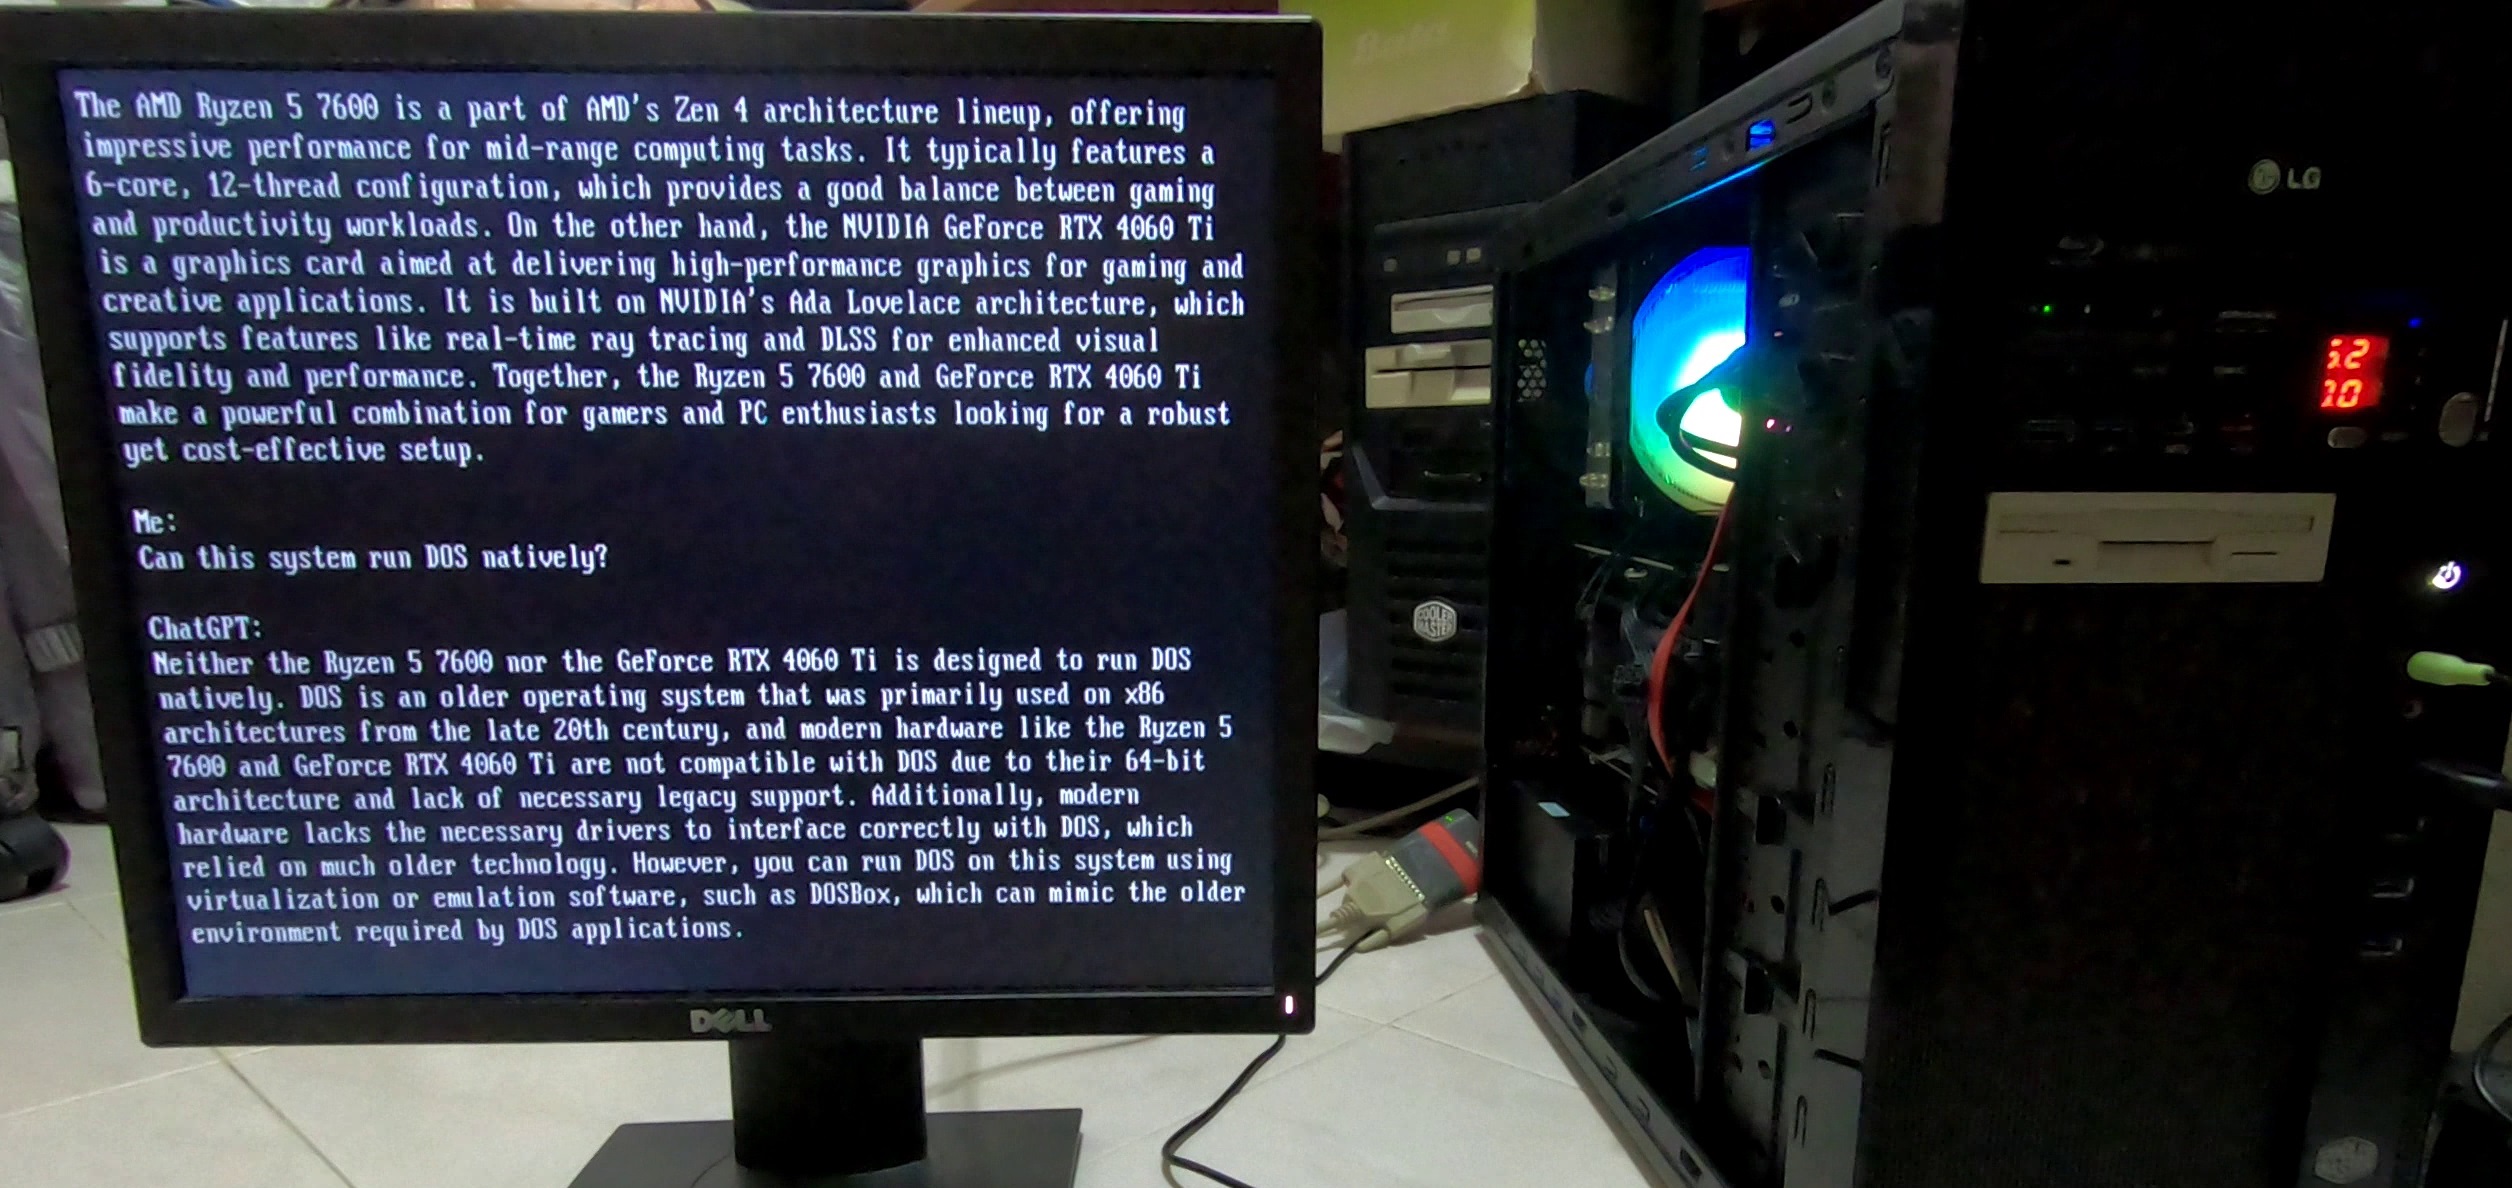 The AMD Ryzen 5 7600 is a part of AMD's Zen 4 architecture lineup, offering
impressive performance for mid-range computing tasks. It typically features a
6-core, 12-thread configuration, which provides a good balance between gaming
and productivity workloads. On the other hand, the NVIDIA GeForce RTX 4060 Ti
is a graphics card aimed at delivering high-performance graphics for gaming and
creative applications. It is built on NVIDIA's Ada Lovelace architecture, which
supports features like real-time ray tracing and DLSS for enhanced visual
fidelity and performance. Together, the Ryzen 5 7600 and GeForce RTX 4060 Ti
make a powerful combination for gamers and PC enthusiasts looking for a robust
yet cost-effective setup.
Me:
Can this system run DOS natively?
ChatGPT:
Neither the Ryzen 5 7600 nor the GeForce RTX 4060 Ti is designed to run DOS
natively. DOS is an older operating system that was primarily used on x86
architectures from the late 20th century, and modern hardware like the Ryzen 5
7600 and GeForce RTX 4060 Ti are not compatible with DOS due to their 64-bit
architecture and lack of necessary legacy support. Additionally, modern
hardware lacks the necessary drivers to interface correctly with DOS, which
relied on much older technology. However, you can run DOS on this system using
virtualization or emulation software, such as DOSBox, which can mimic the older
environment required by DOS applications.
DELL
COOLER
MASTER
LG